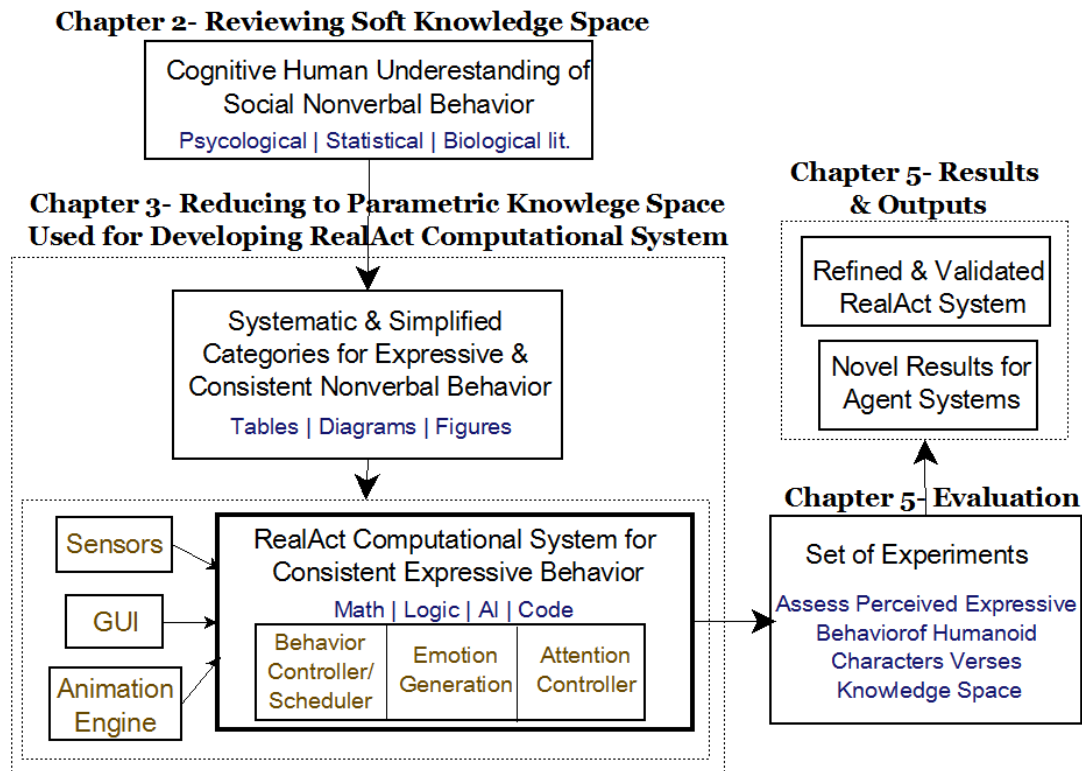 Chapter 2- Reviewing Soft Knowledge Space
Cognitive Human Underestanding of
Social Nonverbal Behavior
Psycological | Statistical | Biological lit.
Chapter 3- Reducing to Parametric Knowlege Space
Used for Developing RealAct Computational System
Systematic & Simplified
Categories for Expressive &
Consistent Nonverbal Behavior
Tables | Diagrams | Figures
Sensors
GUI
Animation
Engine
RealAct Computational System for
Consistent Expressive Behavior
Math | Logic | AI | Code
Behavior
Controller/
Scheduler
Emotion
Generation
Attention
Controller
Chapter 5- Results
& Outputs
Refined & Validated
RealAct System
Novel Results for
Agent Systems
Chapter 5- Evaluation
Set of Experiments
Assess Perceived Expressive
Behaviorof Humanoid
Characters Verses
Knowledge Space